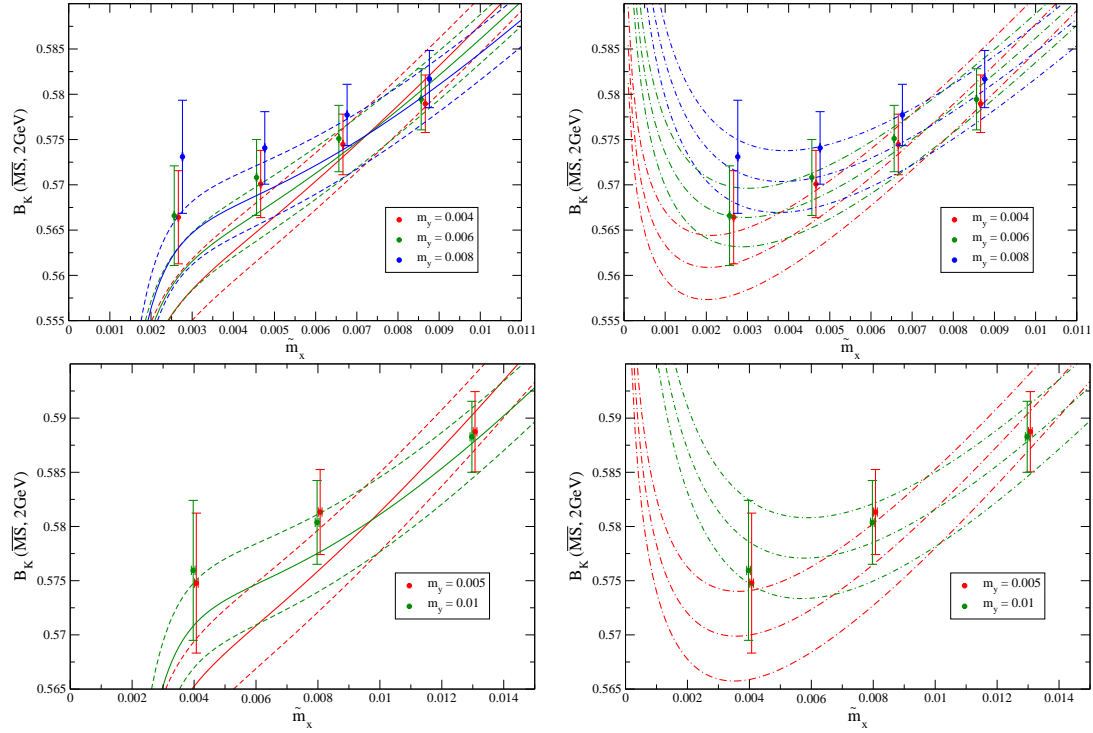 0.585
0.58
0.575
0.57
0.565
0.56
0.555
B_K (M̅S̅, 2GeV)
0 0.001 0.002 0.003 0.004 0.005 0.006 0.007 0.008 0.009 0.01 0.011
m̃_x
m_y = 0.004
m_y = 0.006
m_y = 0.008
0.585
0.58
0.575
0.57
0.565
0.56
0.555
B_K (M̅S̅, 2GeV)
0 0.001 0.002 0.003 0.004 0.005 0.006 0.007 0.008 0.009 0.01 0.011
m̃_x
m_y = 0.004
m_y = 0.006
m_y = 0.008
0.59
0.585
0.58
0.575
0.57
0.565
B_K (M̅S̅, 2GeV)
0 0.002 0.004 0.006 0.008 0.01 0.012 0.014
m̃_x
m_y = 0.005
m_y = 0.01
0.59
0.585
0.58
0.575
0.57
0.565
B_K (M̅S̅, 2GeV)
0 0.002 0.004 0.006 0.008 0.01 0.012 0.014
m̃_x
m_y = 0.005
m_y = 0.01